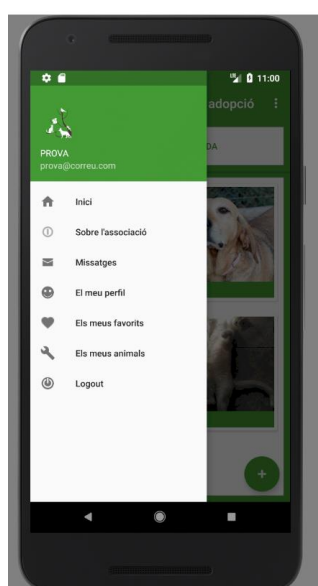 11:00
adopció
PROVA
prova@correu.com
DA
Inici
Sobre l'associació
Missatges
El meu perfil
Els meus favorits
Els meus animals
Logout